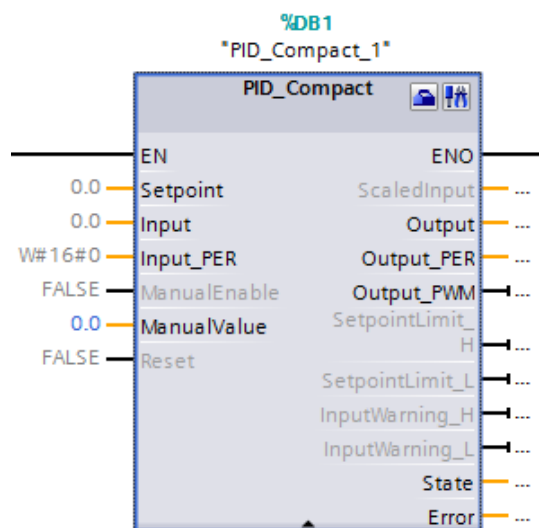 %DB1
"PID_Compact_1"
PID_Compact
EN ENO
0.0 Setpoint ScaledInput ...
0.0 Input Output ...
W#16#0 Input_PER Output_PER ...
FALSE ManualEnable Output_PWM ...
0.0 ManualValue SetpointLimit_
H ...
FALSE Reset SetpointLimit_L ...
InputWarning_H ...
InputWarning_L ...
State ...
Error ...